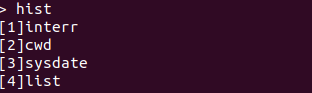 > hist
[1]interr
[2]cwd
[3]sysdate
[4]list